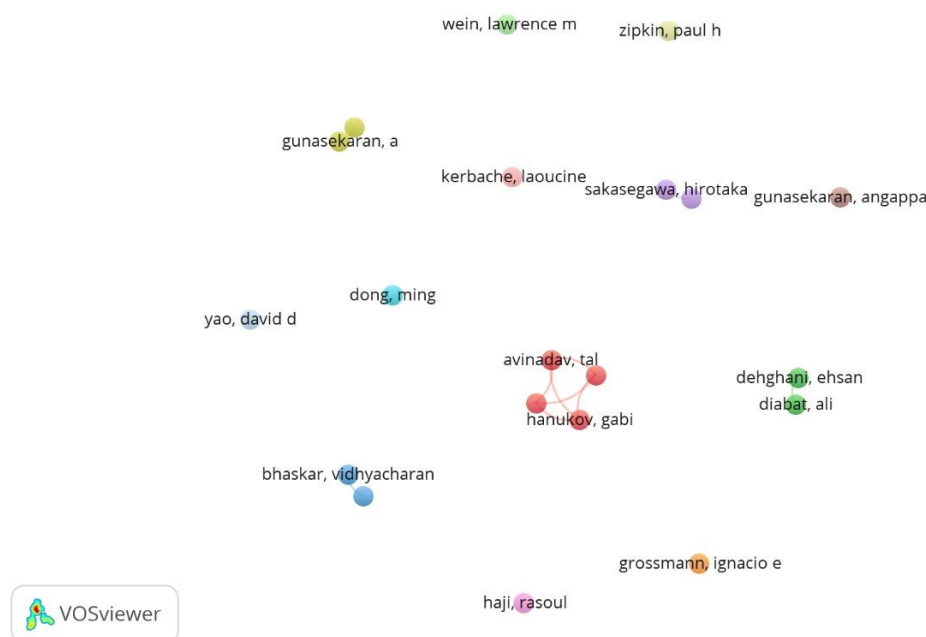 wein, lawrence m
zipkin, paul h
gunasekaran, a
kerbache, laoucine
sakasegawa, hirotaka
gunasekaran, angappa
dong, ming
yao, david d
avinadav, tal
dehghani, ehsan
diabat, ali
hanukov, gabi
bhaskar, vidhyacharan
grossmann, ignacio e
haji, rasoul
VOSviewer